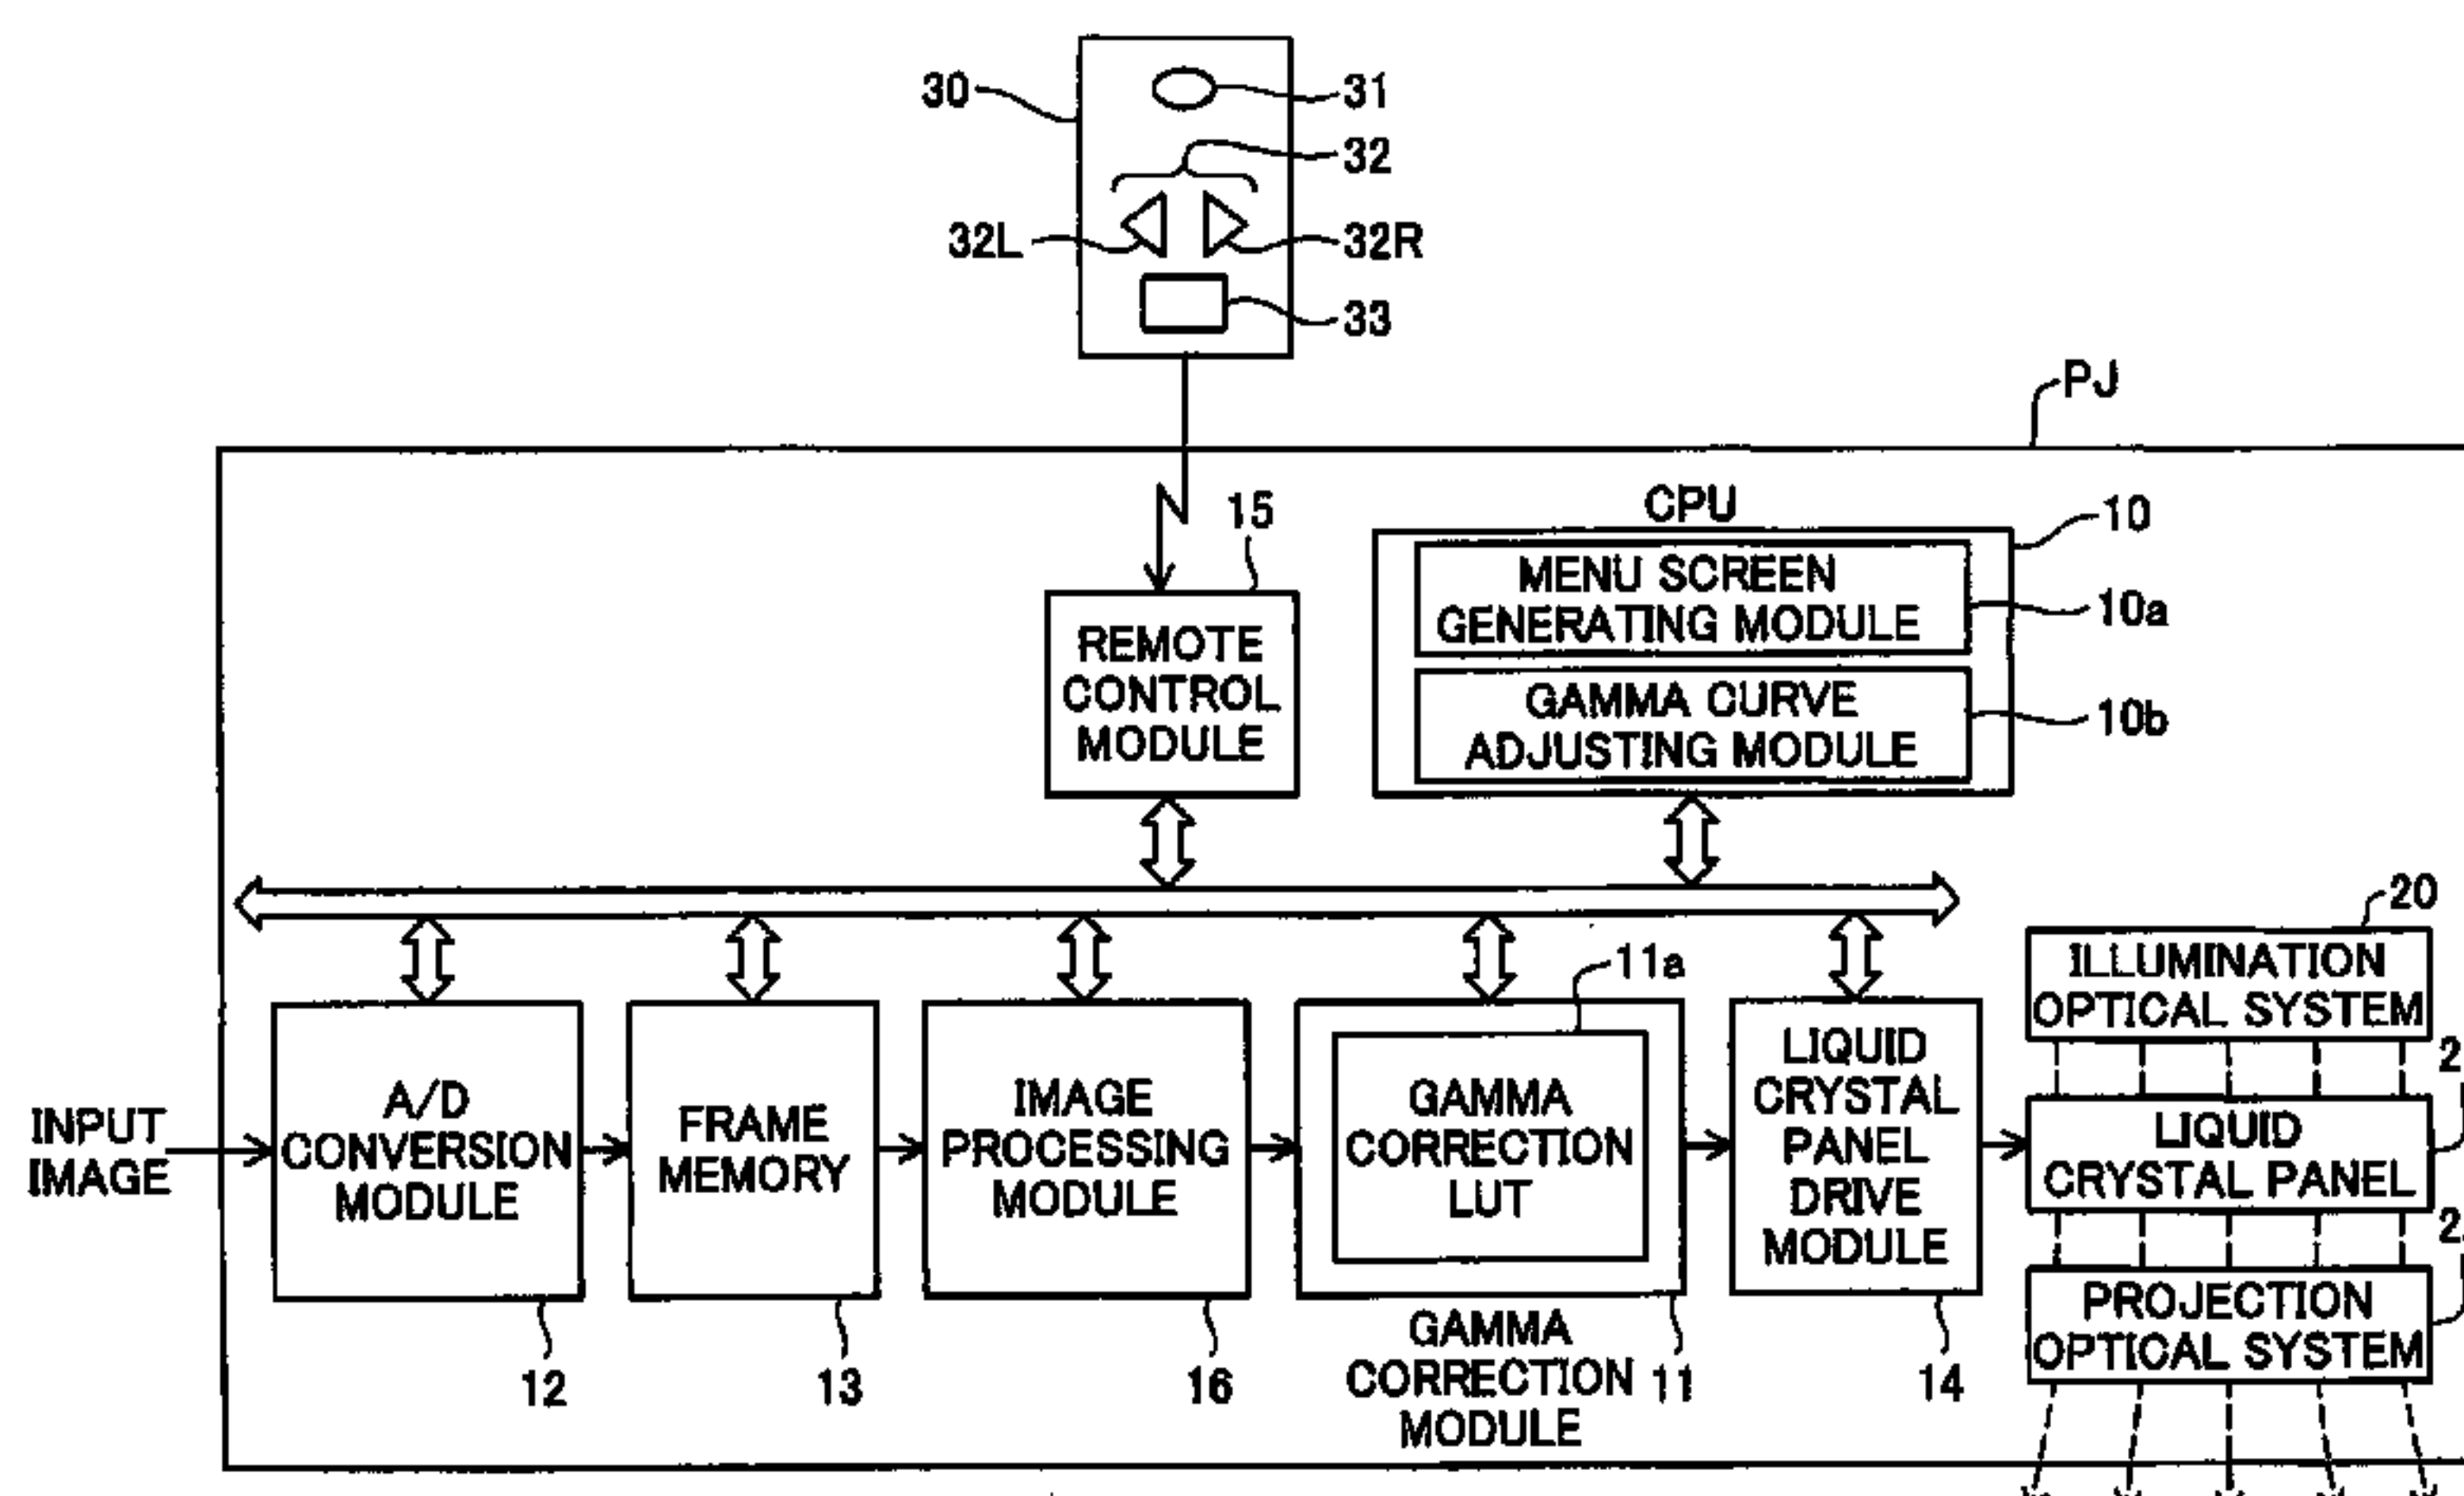 30
31
32
32L
32R
33
PJ
15
CPU
10
MENU SCREEN
GENERATING MODULE
10a
REMOTE
CONTROL
MODULE
GAMMA CURVE
ADJUSTING MODULE
10b
20
ILLUMINATION
OPTICAL SYSTEM
11a
INPUT
IMAGE
A/D
CONVERSION
MODULE
FRAME
MEMORY
IMAGE
PROCESSING
MODULE
GAMMA
CORRECTION
LUT
LIQUID
CRYSTAL
PANEL
DRIVE
MODULE
LIQUID
CRYSTAL PANEL
PROJECTION
OPTICAL SYSTEM
12
13
16
GAMMA
CORRECTION
MODULE
11
14